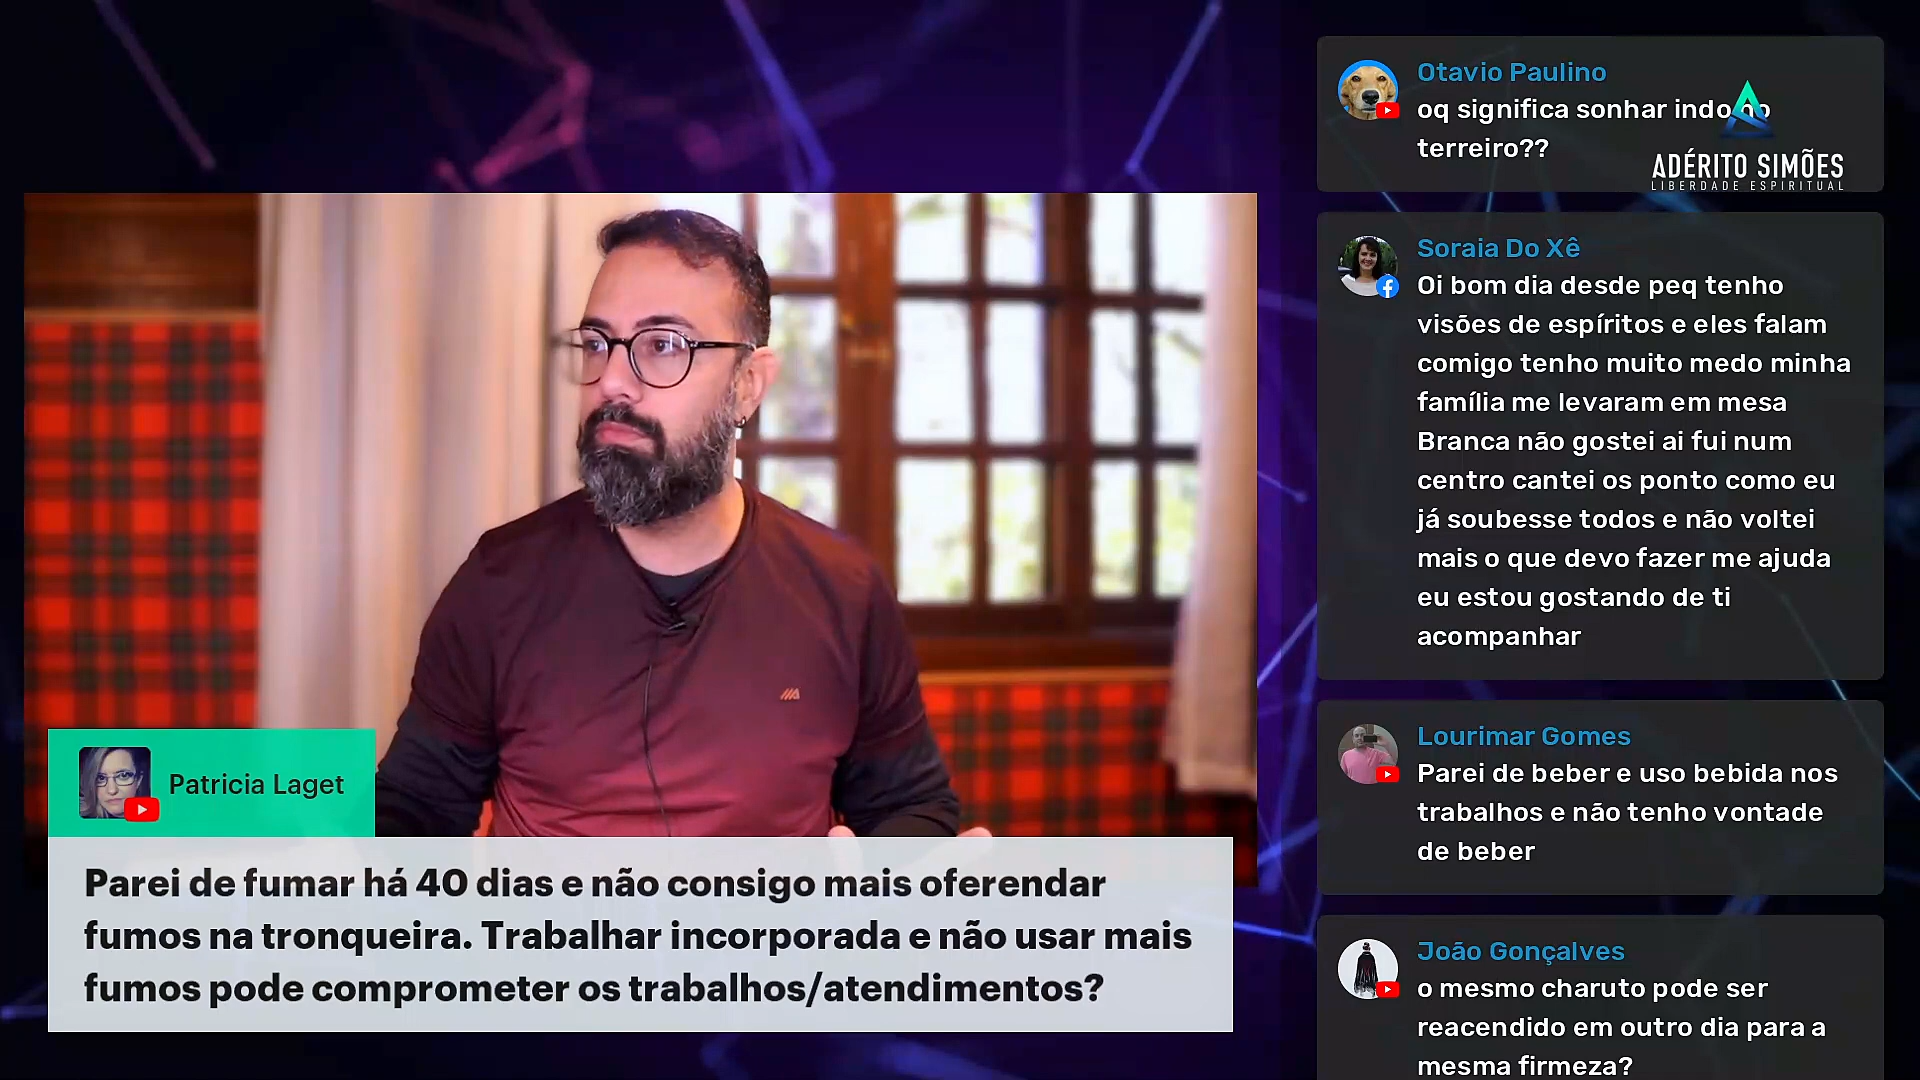 Otavio Paulino
oq significa sonhar indo no
terreiro??
ADÉRITO SIMÕES
LIBERDADE ESPIRITUAL
Soraia Do Xê
Oi bom dia desde peq tenho
visões de espíritos e eles falam
comigo tenho muito medo minha
família me levaram em mesa
Branca não gostei ai fui num
centro cantei os ponto como eu
já soubesse todos e não voltei
mais o que devo fazer me ajuda
eu estou gostando de ti
acompanhar
Lourimar Gomes
Parei de beber e uso bebida nos
trabalhos e não tenho vontade
de beber
João Gonçalves
o mesmo charuto pode ser
reacendido em outro dia para a
mesma firmeza?
Patricia Laget
Parei de fumar há 40 dias e não consigo mais oferendar
fumos na tronqueira. Trabalhar incorporada e não usar mais
fumos pode comprometer os trabalhos/atendimentos?